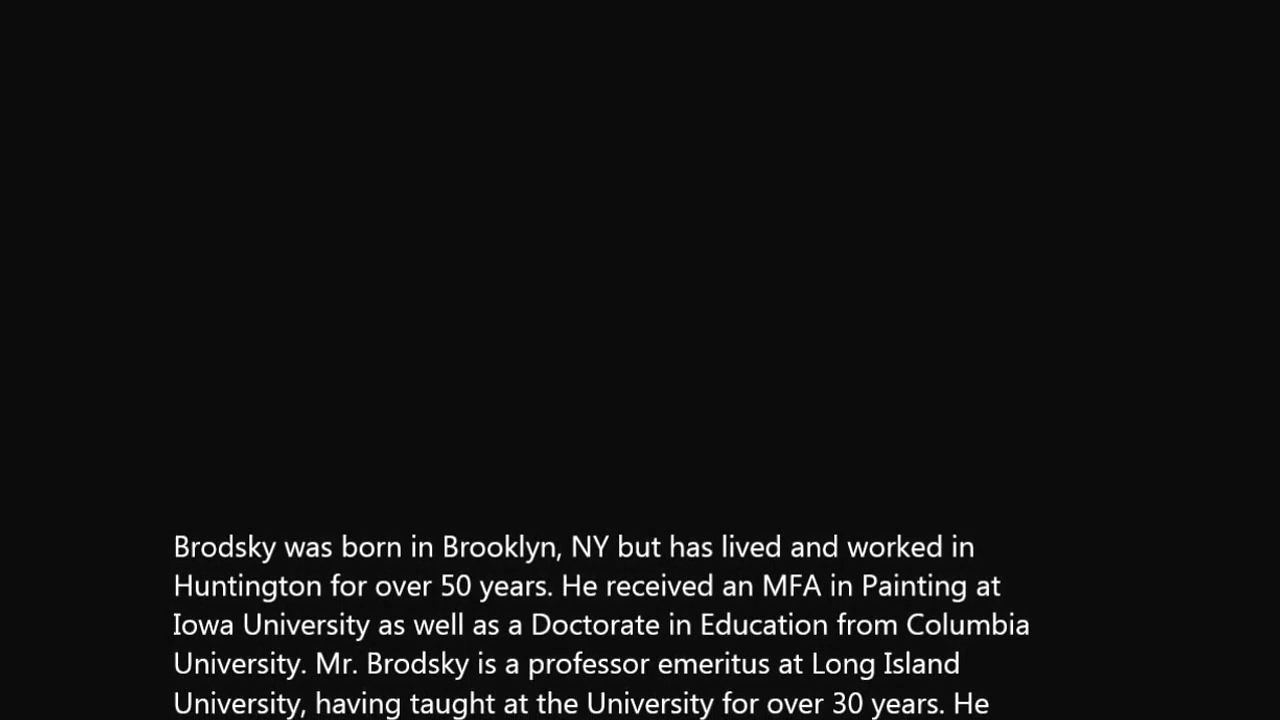 Brodsky was born in Brooklyn, NY but has lived and worked in
Huntington for over 50 years. He received an MFA in Painting at
Iowa University as well as a Doctorate in Education from Columbia
University. Mr. Brodsky is a professor emeritus at Long Island
University, having taught at the University for over 30 years. He